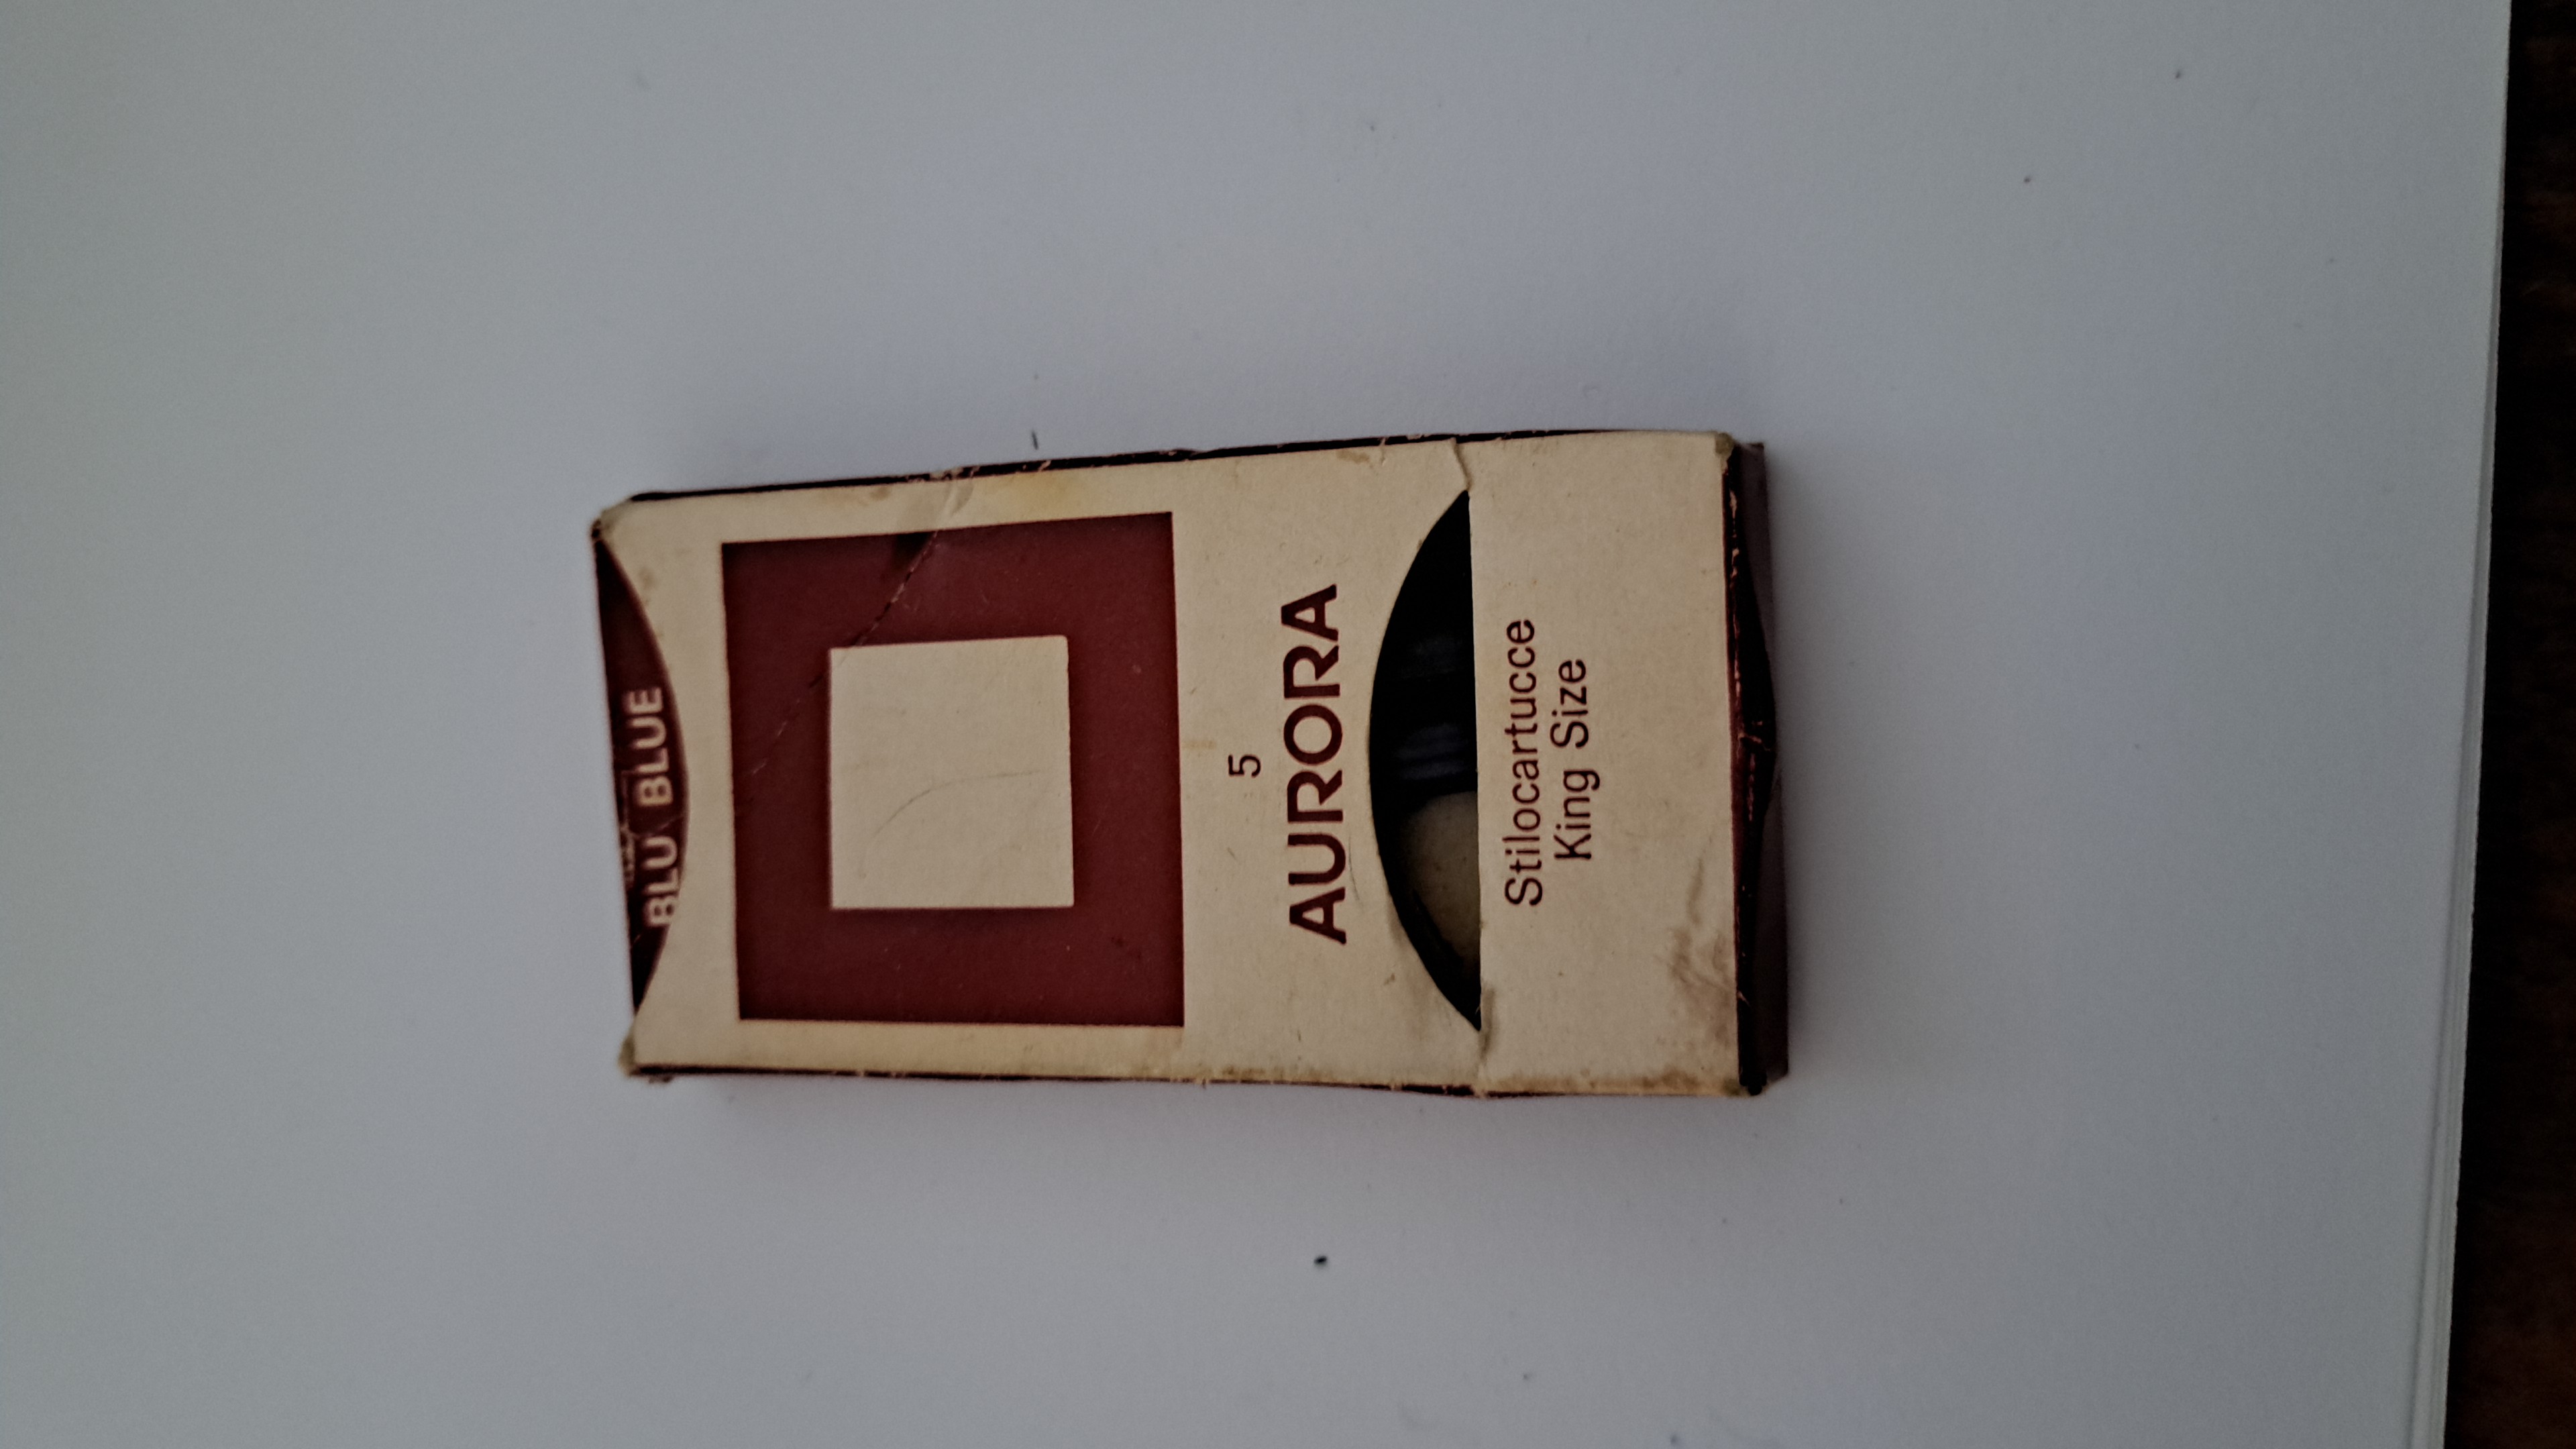 BLU BLUE
5
AURORA
Stilocartucce
King Size